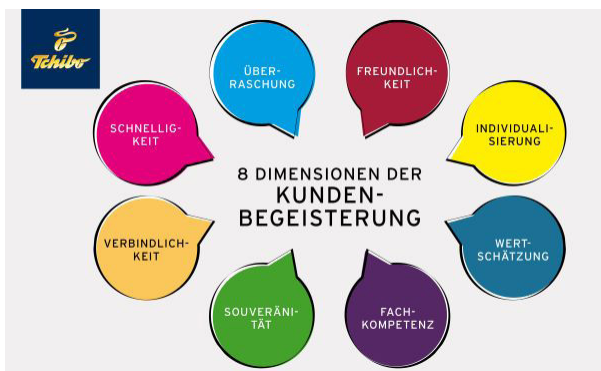 Tchibo
ÜBER-
RASCHUNG
FREUNDLICH-
KEIT
SCHNELLIG-
KEIT
INDIVIDUALI-
SIERUNG
8 DIMENSIONEN DER
KUNDEN-
BEGEISTERUNG
VERBINDLICH-
KEIT
WERT-
SCHÄTZUNG
SOUVERÄNI-
TÄT
FACH-
KOMPETENZ